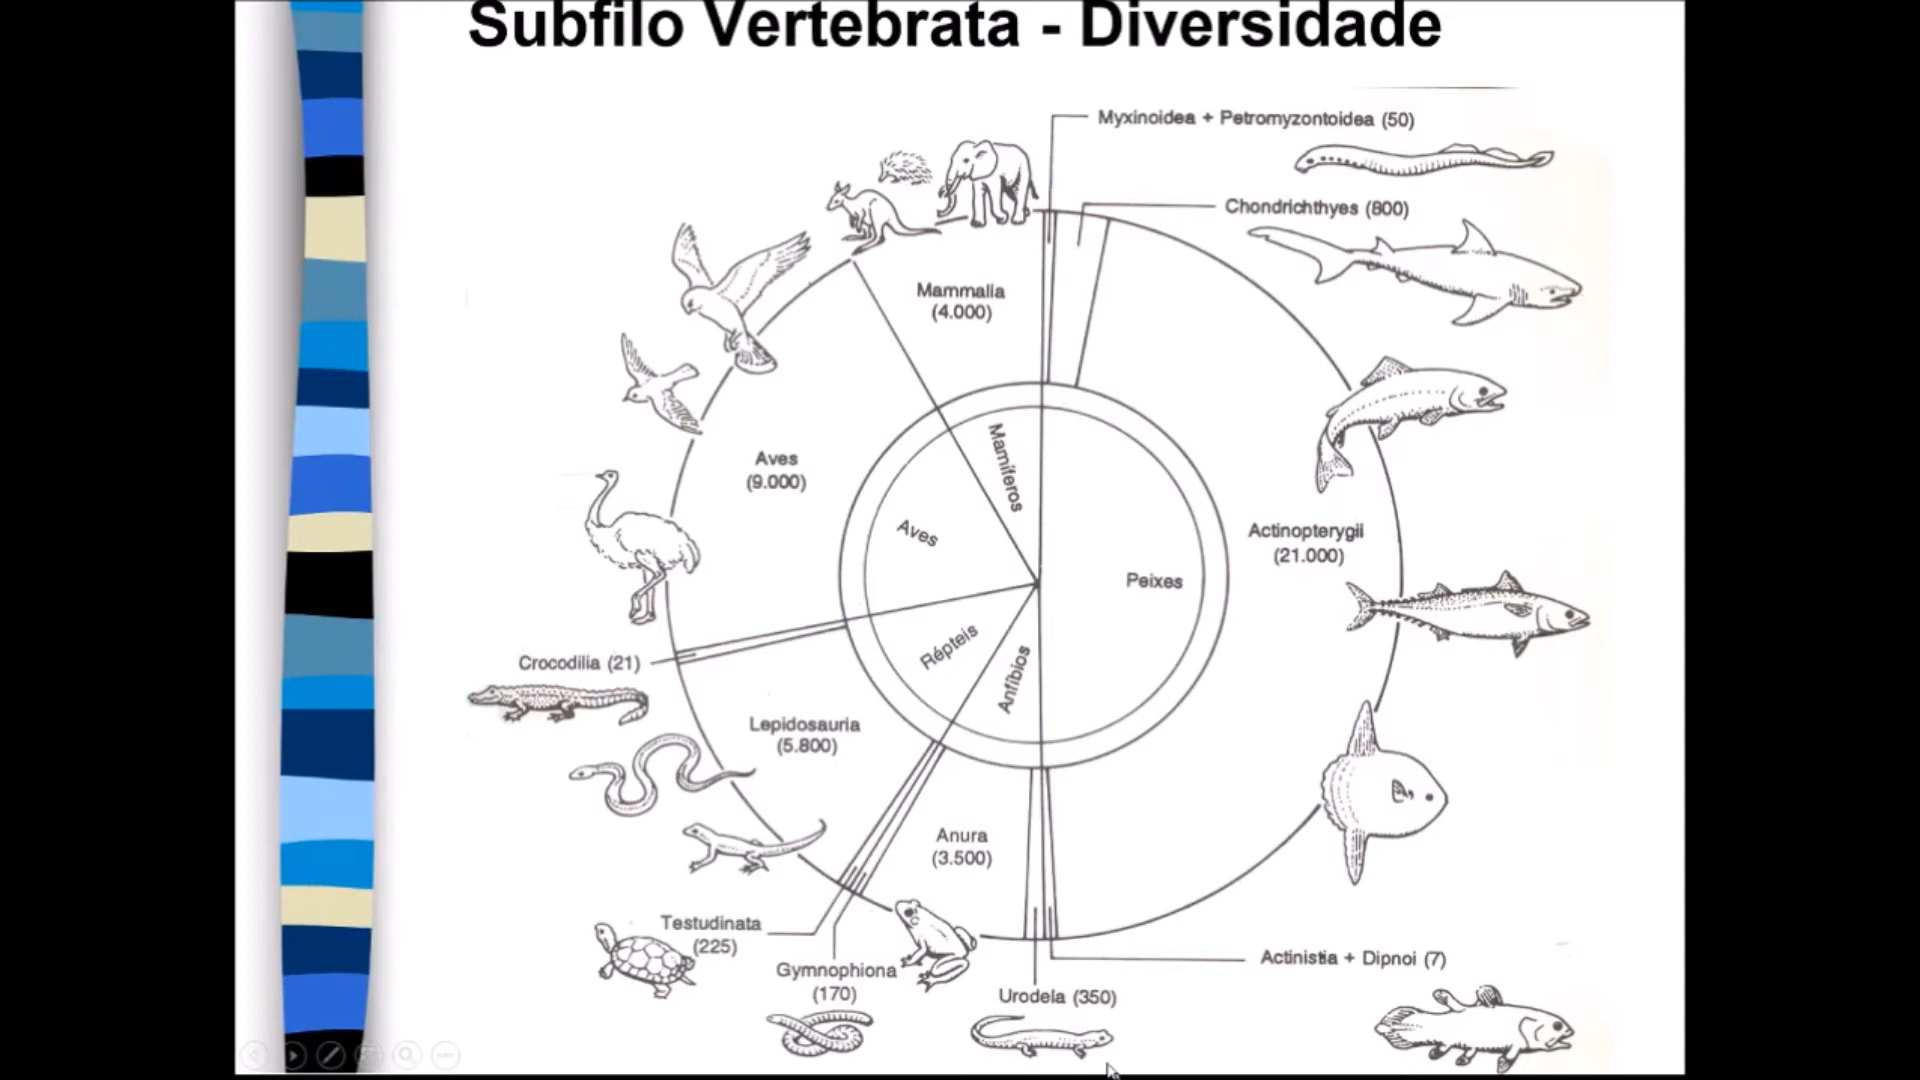 Subfilo Vertebrata - Diversidade
Myxinoidea + Petromyzontoidea (50)
Chondrichthyes (800)
Mammalia
(4.000)
Mamíferos
Aves
(9.000)
Aves
Actinopterygii
(21.000)
Peixes
Répteis
Anfíbios
Crocodilia (21)
Lepidosauria
(5.800)
Anura
(3.500)
Testudinata
(225)
Gymnophiona
(170)
Urodela (350)
Actinistia + Dipnoi (7)